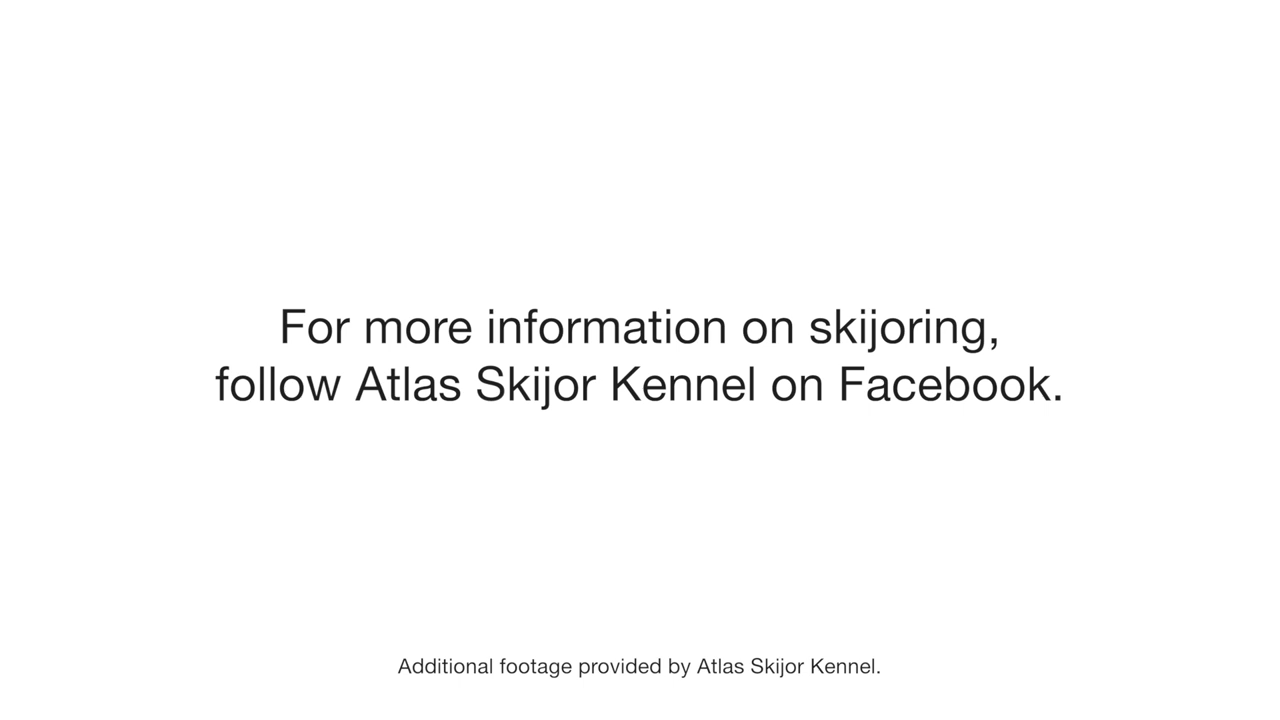 For more information on skijoring,
follow Atlas Skijor Kennel on Facebook.
Additional footage provided by Atlas Skijor Kennel.